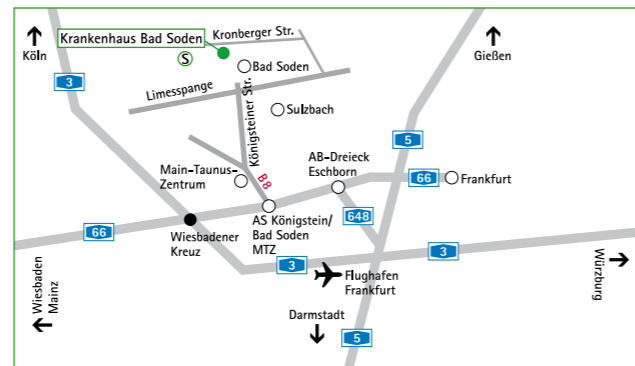 Köln
Krankenhaus Bad Soden
Kronberger Str.
Gießen
S
Bad Soden
3
Limesspange
Königsteiner Str.
Sulzbach
5
Main-Taunus-
Zentrum
B8
AB-Dreieck
Eschborn
66
Frankfurt
66
Wiesbadener
Kreuz
AS Königstein/
Bad Soden
MTZ
648
3
3
Wiesbaden
Mainz
Flughafen
Frankfurt
Würzburg
Darmstadt
5